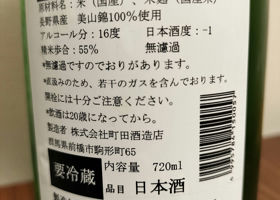 原材料名：米（国産）、米麹（国産米）
長野県産　美山錦100%使用
アルコール分：16度　日本酒度：-1
精米歩合：55%　無濾過
※無濾過ですのでおりがあります。
※直汲みのため、若干のガスを含んでおります。
開栓には十分ご注意ください。
※飲酒は20歳になってから。
製造者　株式会社町田酒造店
群馬県前橋市駒形町65
要冷蔵
内容量　720ml
品目　日本酒